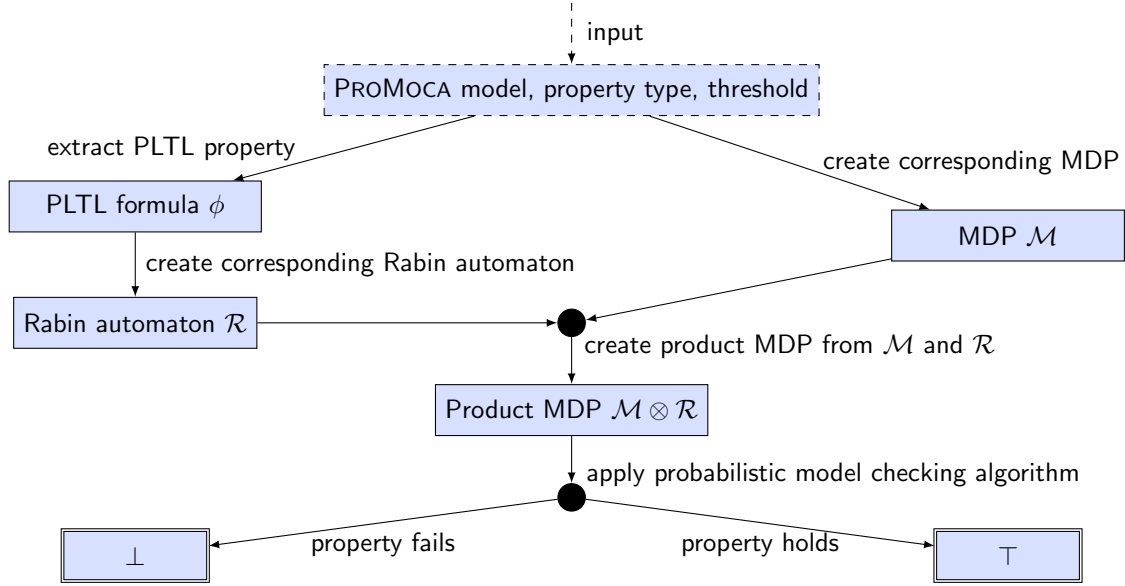 input
PROMOCA model, property type, threshold
extract PLTL property
create corresponding MDP
PLTL formula ϕ
MDP ℳ
create corresponding Rabin automaton
Rabin automaton ℛ
create product MDP from ℳ and ℛ
Product MDP ℳ ⊗ ℛ
apply probabilistic model checking algorithm
property fails
property holds
⊥
⊤